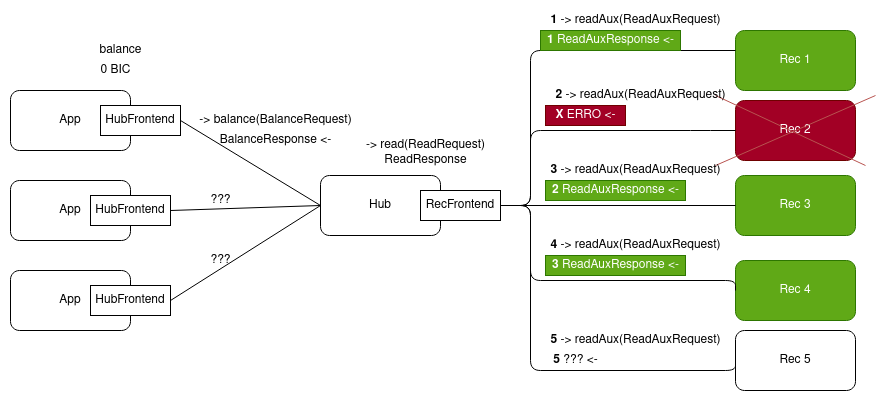 balance
0 BIC
App
HubFrontend
-> balance(BalanceRequest)
BalanceResponse <-
App
HubFrontend
???
App
HubFrontend
???
-> read(ReadRequest)
ReadResponse
Hub
RecFrontend
1 -> readAux(ReadAuxRequest)
1 ReadAuxResponse <-
Rec 1
2 -> readAux(ReadAuxRequest)
X ERRO <-
Rec 2
3 -> readAux(ReadAuxRequest)
2 ReadAuxResponse <-
Rec 3
4 -> readAux(ReadAuxRequest)
3 ReadAuxResponse <-
Rec 4
5 -> readAux(ReadAuxRequest)
5 ??? <-
Rec 5